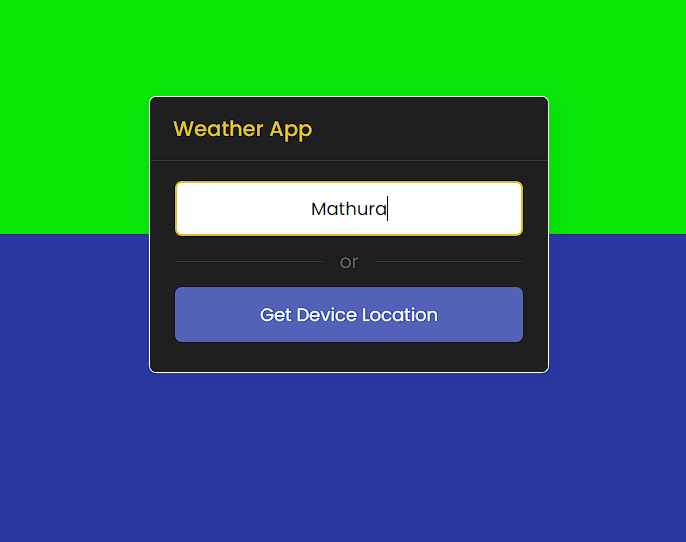 Weather App
Mathura
or
Get Device Location